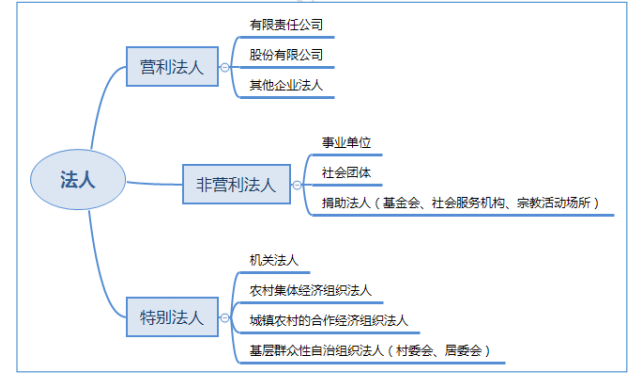 法人
营利法人
有限责任公司
股份有限公司
其他企业法人
非营利法人
事业单位
社会团体
捐助法人（基金会、社会服务机构、宗教活动场所）
特别法人
机关法人
农村集体经济组织法人
城镇农村的合作经济组织法人
基层群众性自治组织法人（村委会、居委会）